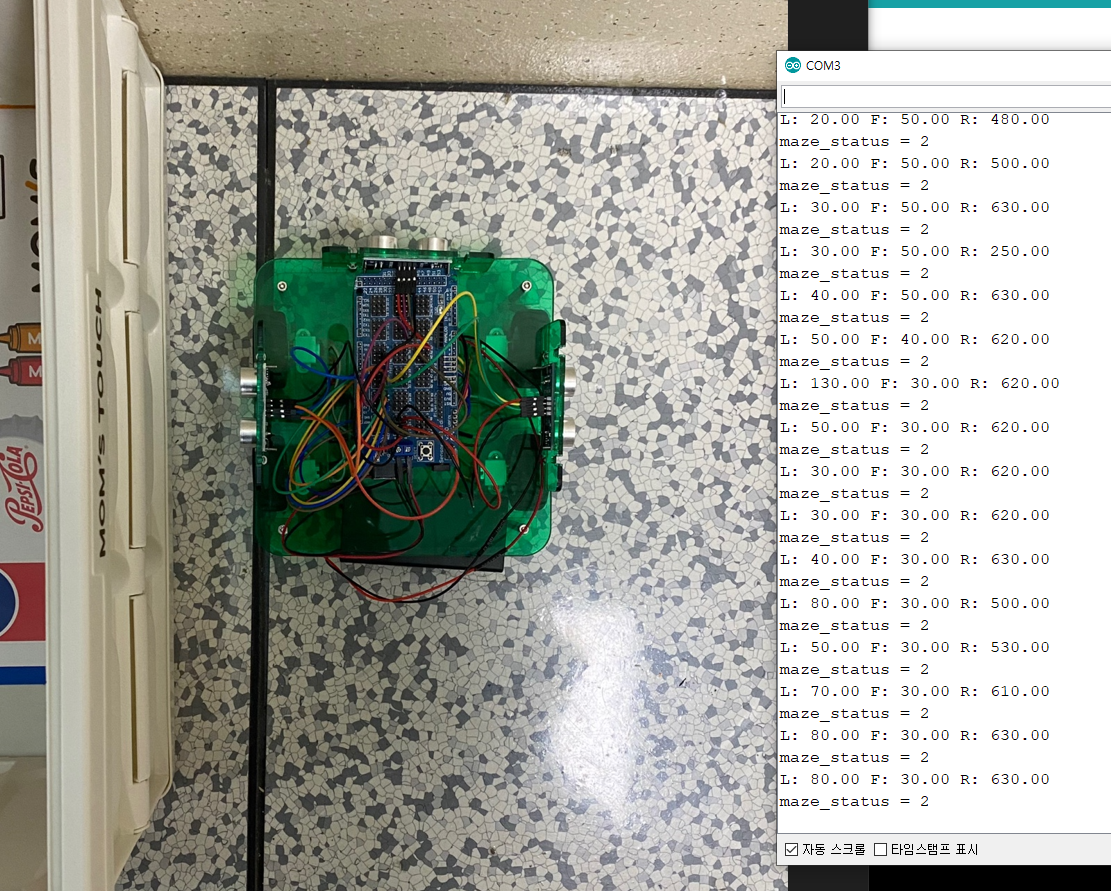 MOM'S
M
M
MOM'S TOUCH
PEPSI-COLA
COM3
L: 20.00 F: 50.00 R: 480.00
maze_status = 2
L: 20.00 F: 50.00 R: 500.00
maze_status = 2
L: 30.00 F: 50.00 R: 630.00
maze_status = 2
L: 30.00 F: 50.00 R: 250.00
maze_status = 2
L: 40.00 F: 50.00 R: 630.00
maze_status = 2
L: 50.00 F: 40.00 R: 620.00
maze_status = 2
L: 130.00 F: 30.00 R: 620.00
maze_status = 2
L: 50.00 F: 30.00 R: 620.00
maze_status = 2
L: 30.00 F: 30.00 R: 620.00
maze_status = 2
L: 30.00 F: 30.00 R: 620.00
maze_status = 2
L: 40.00 F: 30.00 R: 630.00
maze_status = 2
L: 80.00 F: 30.00 R: 500.00
maze_status = 2
L: 50.00 F: 30.00 R: 530.00
maze_status = 2
L: 70.00 F: 30.00 R: 610.00
maze_status = 2
L: 80.00 F: 30.00 R: 630.00
maze_status = 2
L: 80.00 F: 30.00 R: 630.00
maze_status = 2
자동 스크롤 타임스탬프 표시